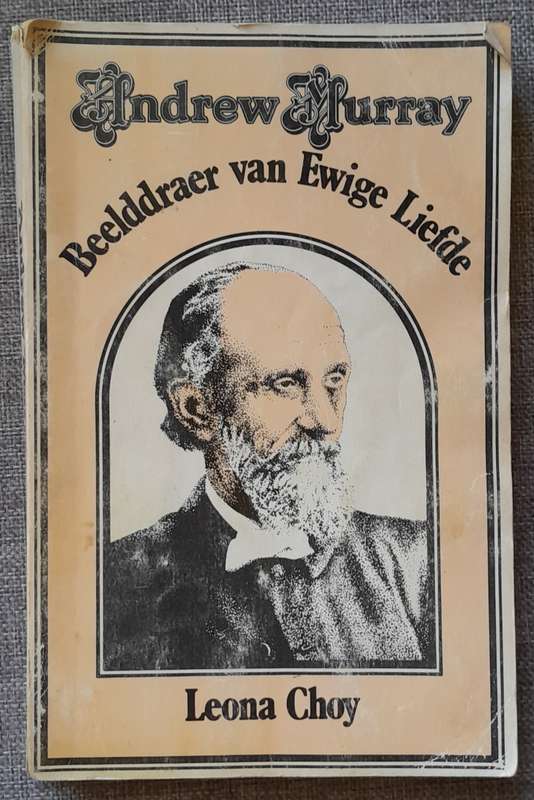 Andrew Murray
Beelddraer van Ewige Liefde
Leona Choy